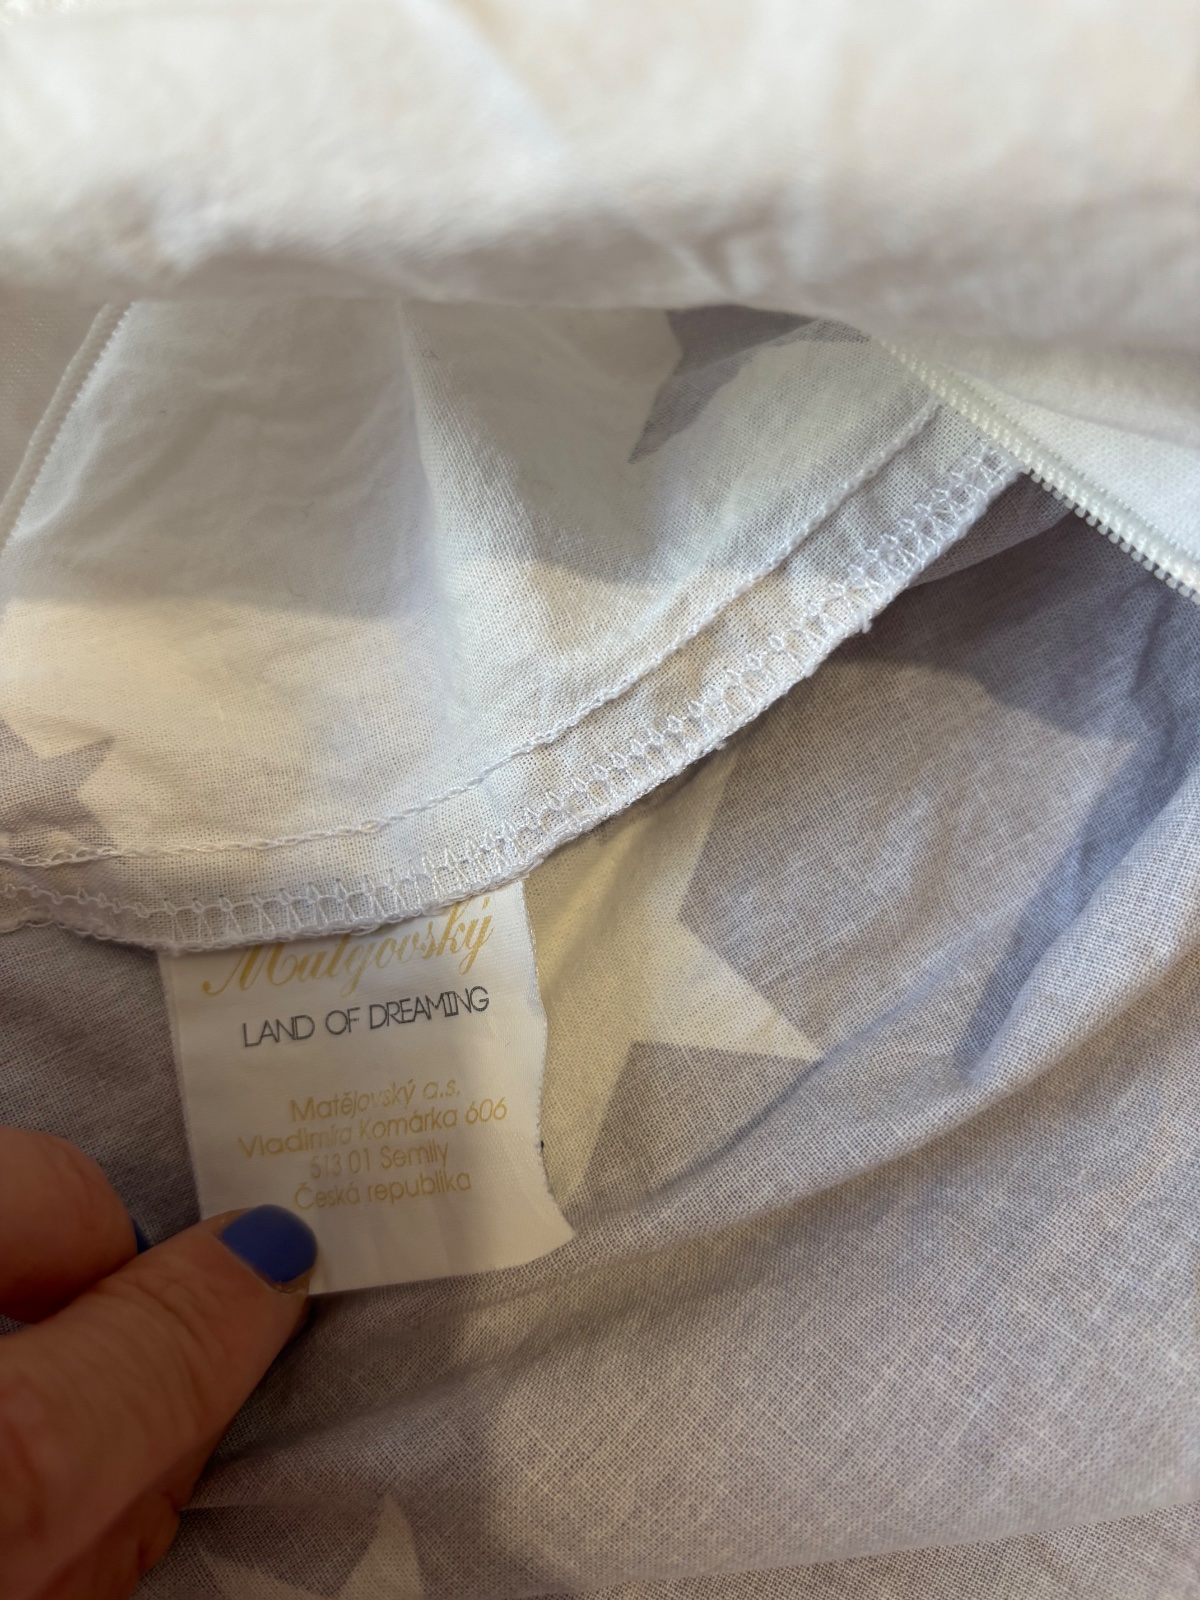 Matějovský
LAND OF DREAMING
Matějovský a.s.
Vladimíra Komárka 606
513 01 Semily
Česká republika